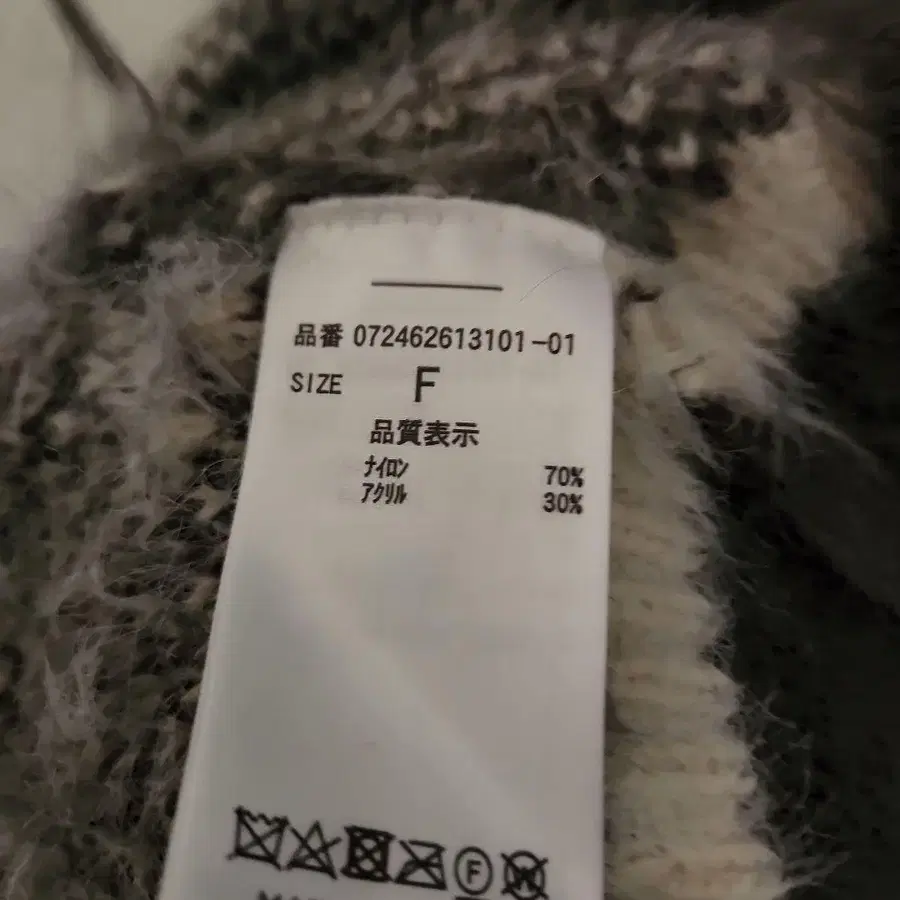 品番 072462613101-01
SIZE F
品質表示
ﾅｲﾛﾝ 70%
ｱｸﾘﾙ 30%
F W